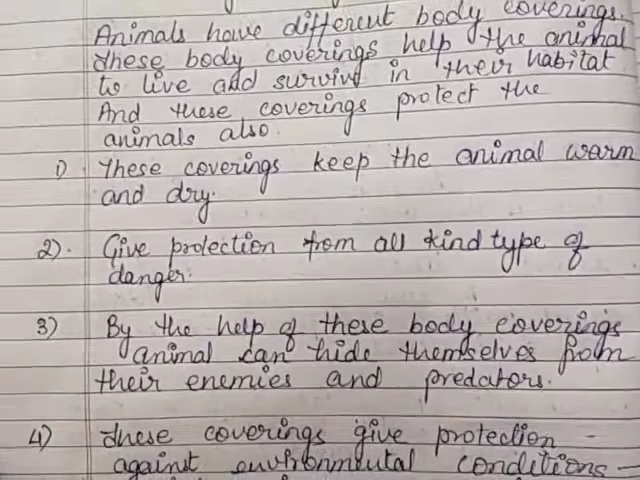 Animals have different body coverings.
these body coverings help the animal
to live and survive in their habitat
And these coverings protect the
animals also.
1) these coverings keep the animal warm
and dry.
2). Give protection from all kind type of
danger.
3) By the help of these body coverings
animal can hide themselves from
their enemies and predators.
4) these coverings give protection -
against environmental conditions -